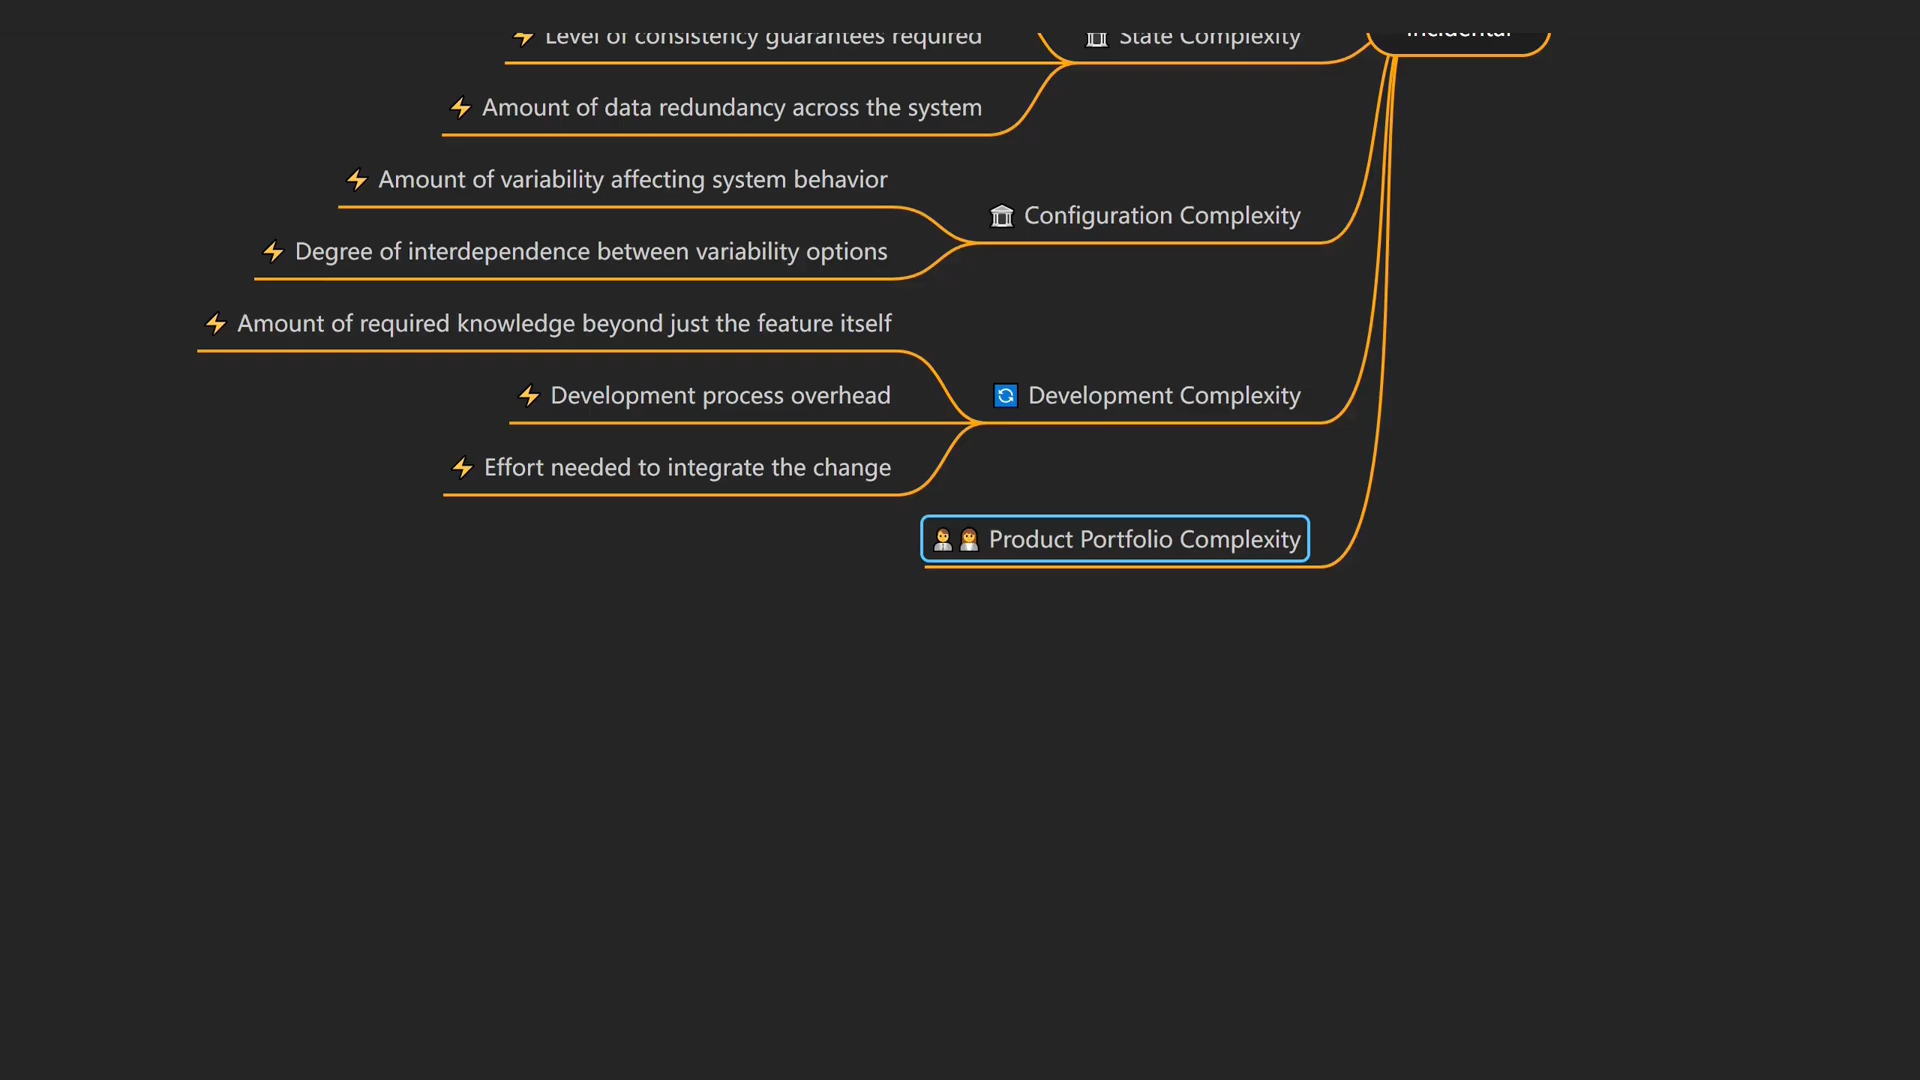 Level of consistency guarantees required
State Complexity
Incidental
Amount of data redundancy across the system
Amount of variability affecting system behavior
Configuration Complexity
Degree of interdependence between variability options
Amount of required knowledge beyond just the feature itself
Development process overhead
Development Complexity
Effort needed to integrate the change
Product Portfolio Complexity